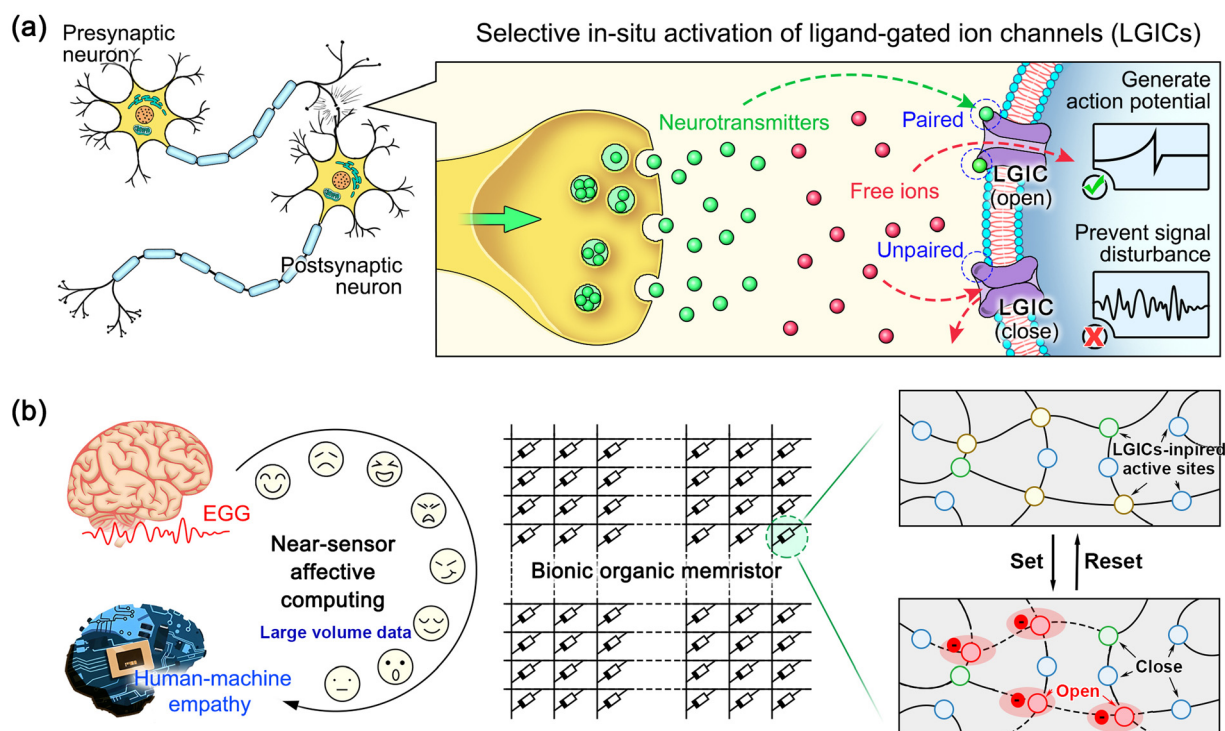 (a)
Presynaptic
neuron
Postsynaptic
neuron
Selective in-situ activation of ligand-gated ion channels (LGICs)
Neurotransmitters
Paired
Free ions
LGIC
(open)
Unpaired
LGIC
(close)
Generate
action potential
Prevent signal
disturbance
(b)
EGG
Near-sensor
affective
computing
Large volume data
Human-machine
empathy
Bionic organic memristor
LGICs-inpired
active sites
Set
Reset
Close
Open